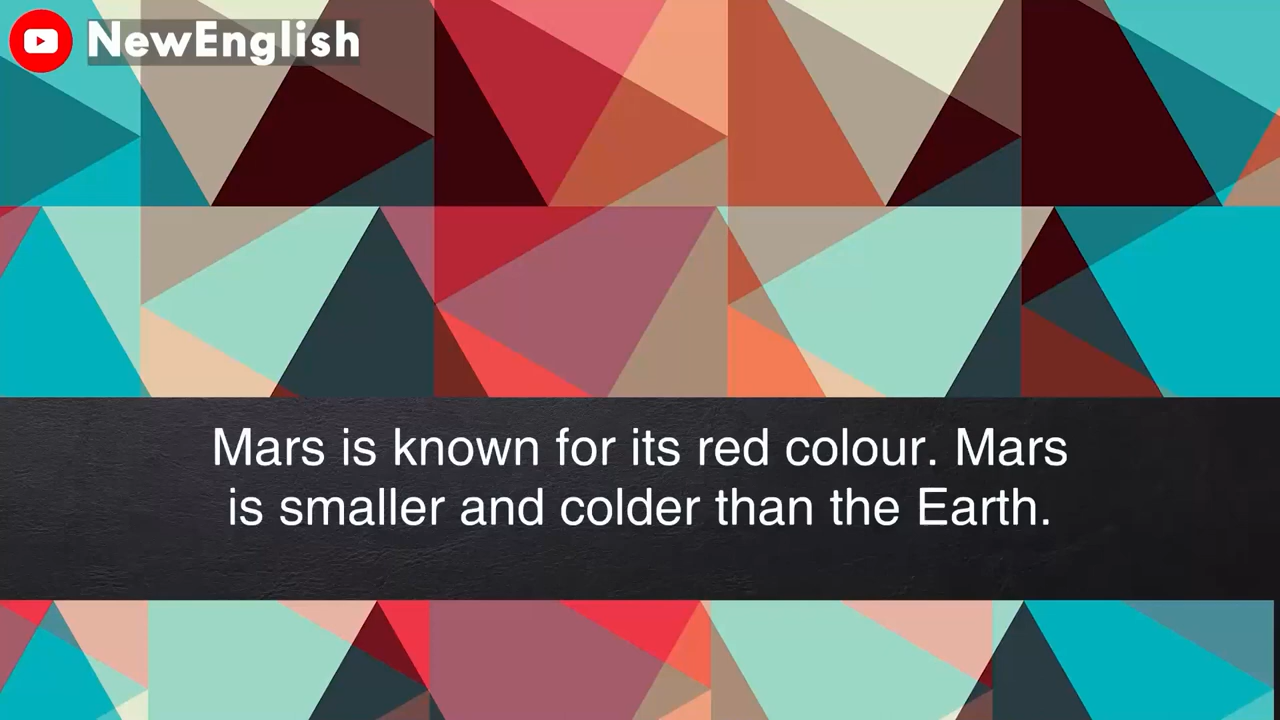 NewEnglish
Mars is known for its red colour. Mars
is smaller and colder than the Earth.